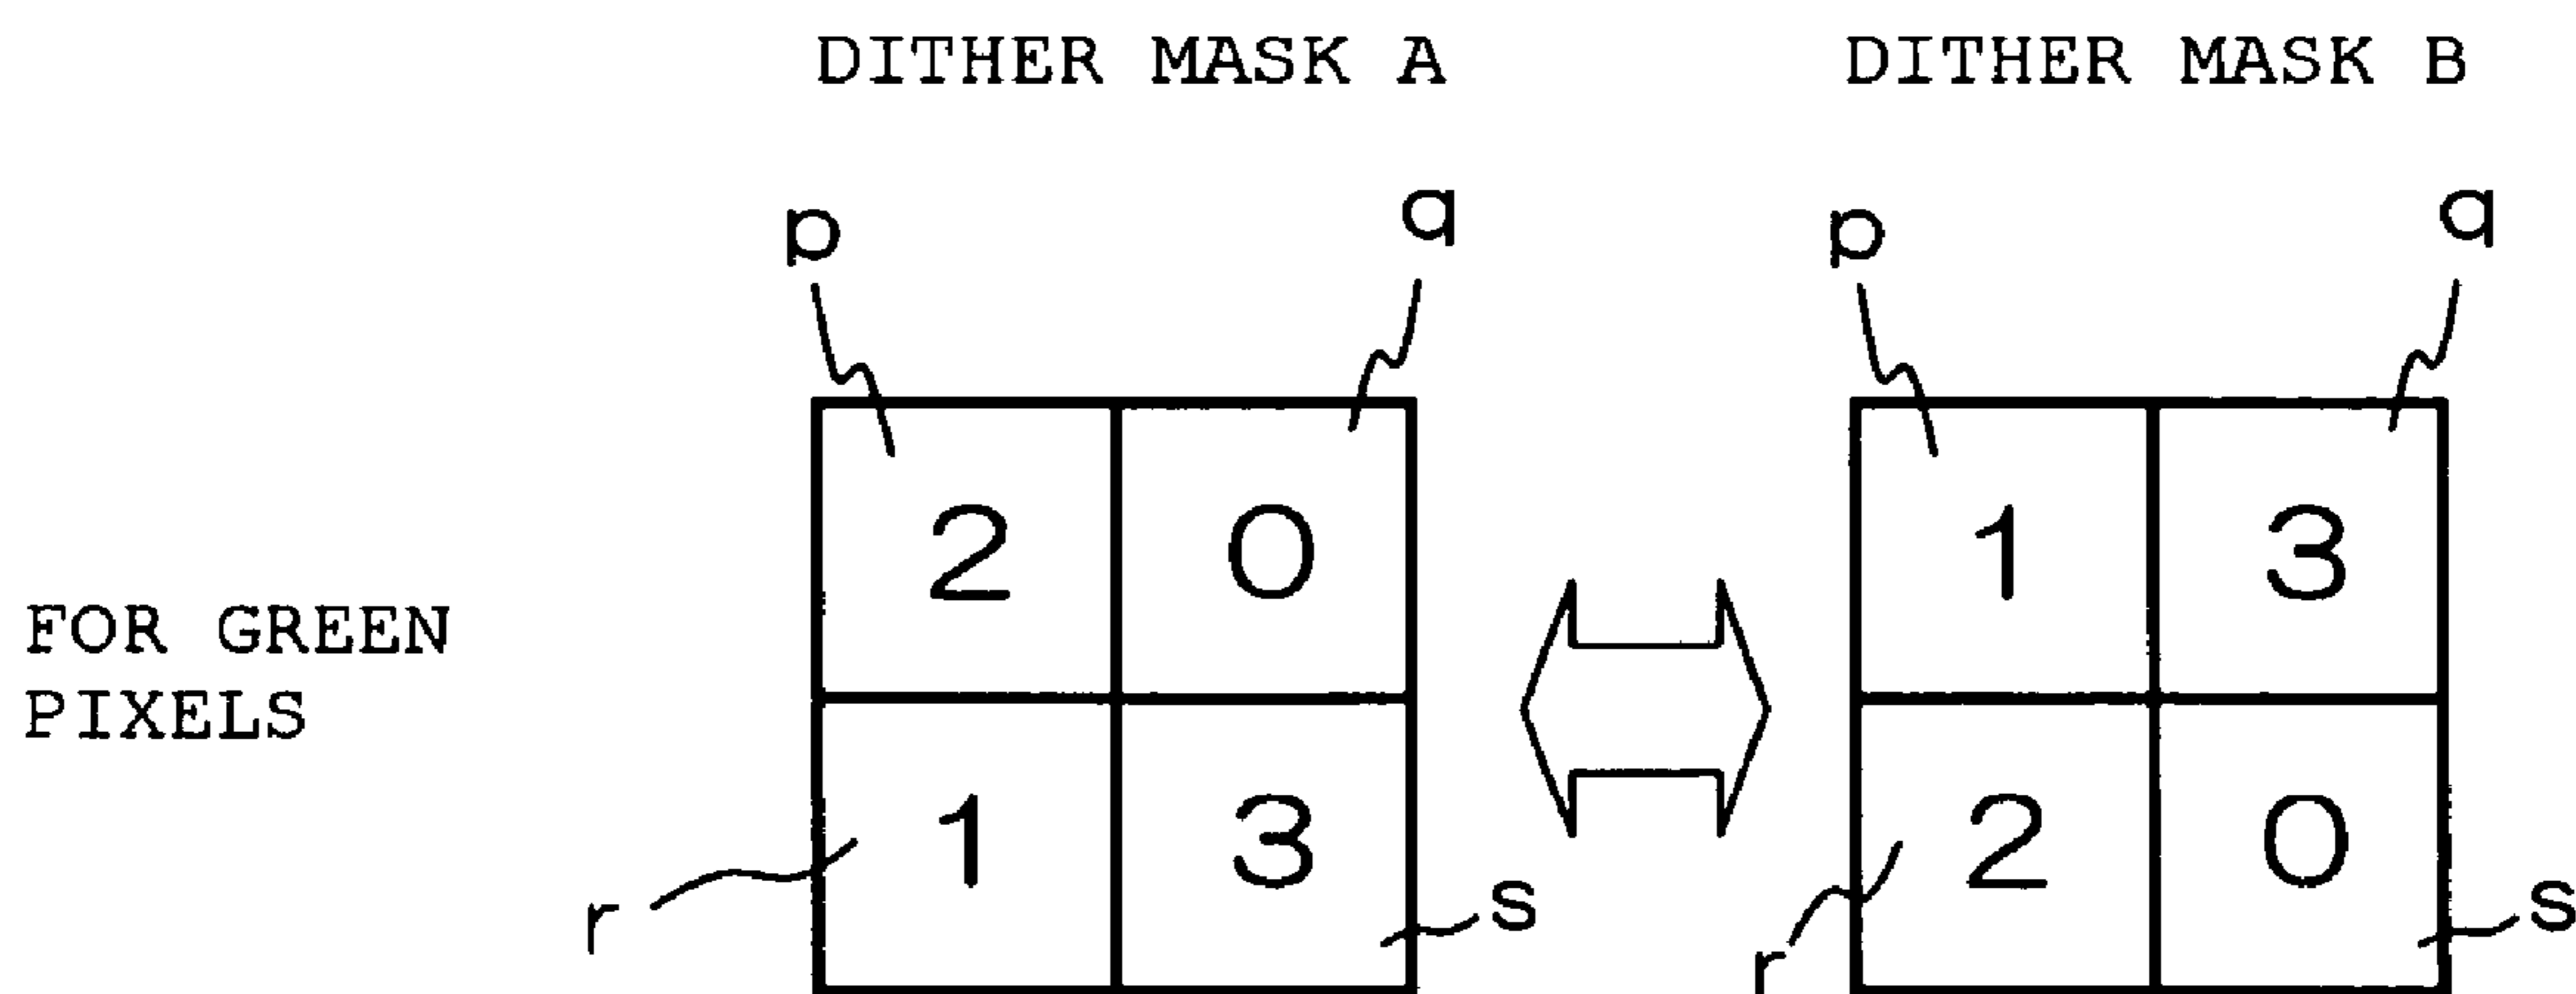 DITHER MASK A DITHER MASK B
p q p q
2 0 1 3
FOR GREEN
PIXELS
1 3 2 0
r s r s